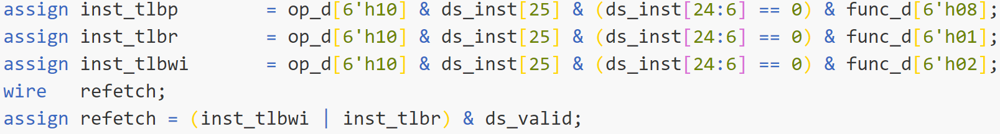 assign inst_tlbp         = op_d[6'h10] & ds_inst[25] & (ds_inst[24:6] == 0) & func_d[6'h08];
assign inst_tlbr         = op_d[6'h10] & ds_inst[25] & (ds_inst[24:6] == 0) & func_d[6'h01];
assign inst_tlbwi        = op_d[6'h10] & ds_inst[25] & (ds_inst[24:6] == 0) & func_d[6'h02];
wire   refetch;
assign refetch = (inst_tlbwi | inst_tlbr) & ds_valid;